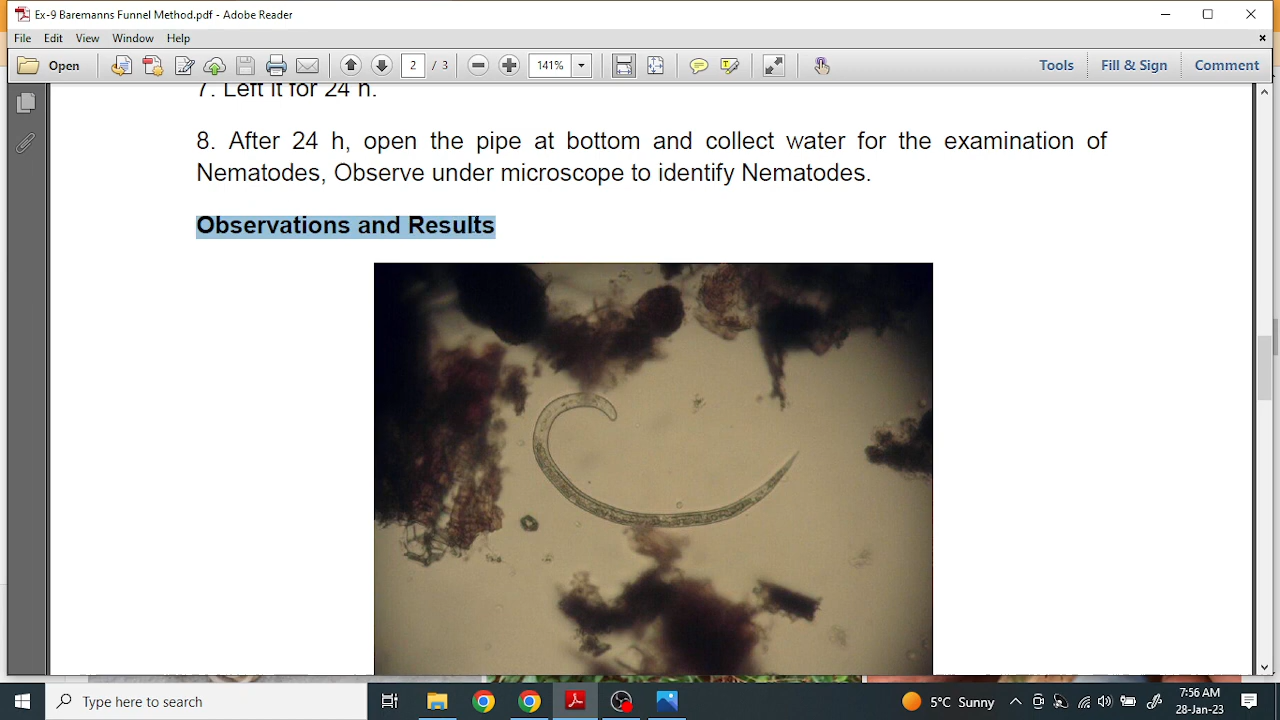 Ex-9 Baremanns Funnel Method.pdf - Adobe Reader
File Edit View Window Help
Open 2 / 3 141% Tools Fill & Sign Comment
7. Left it for 24 h.
8. After 24 h, open the pipe at bottom and collect water for the examination of
Nematodes, Observe under microscope to identify Nematodes.
Observations and Results
Type here to search
5°C Sunny
7:56 AM
28-Jan-23